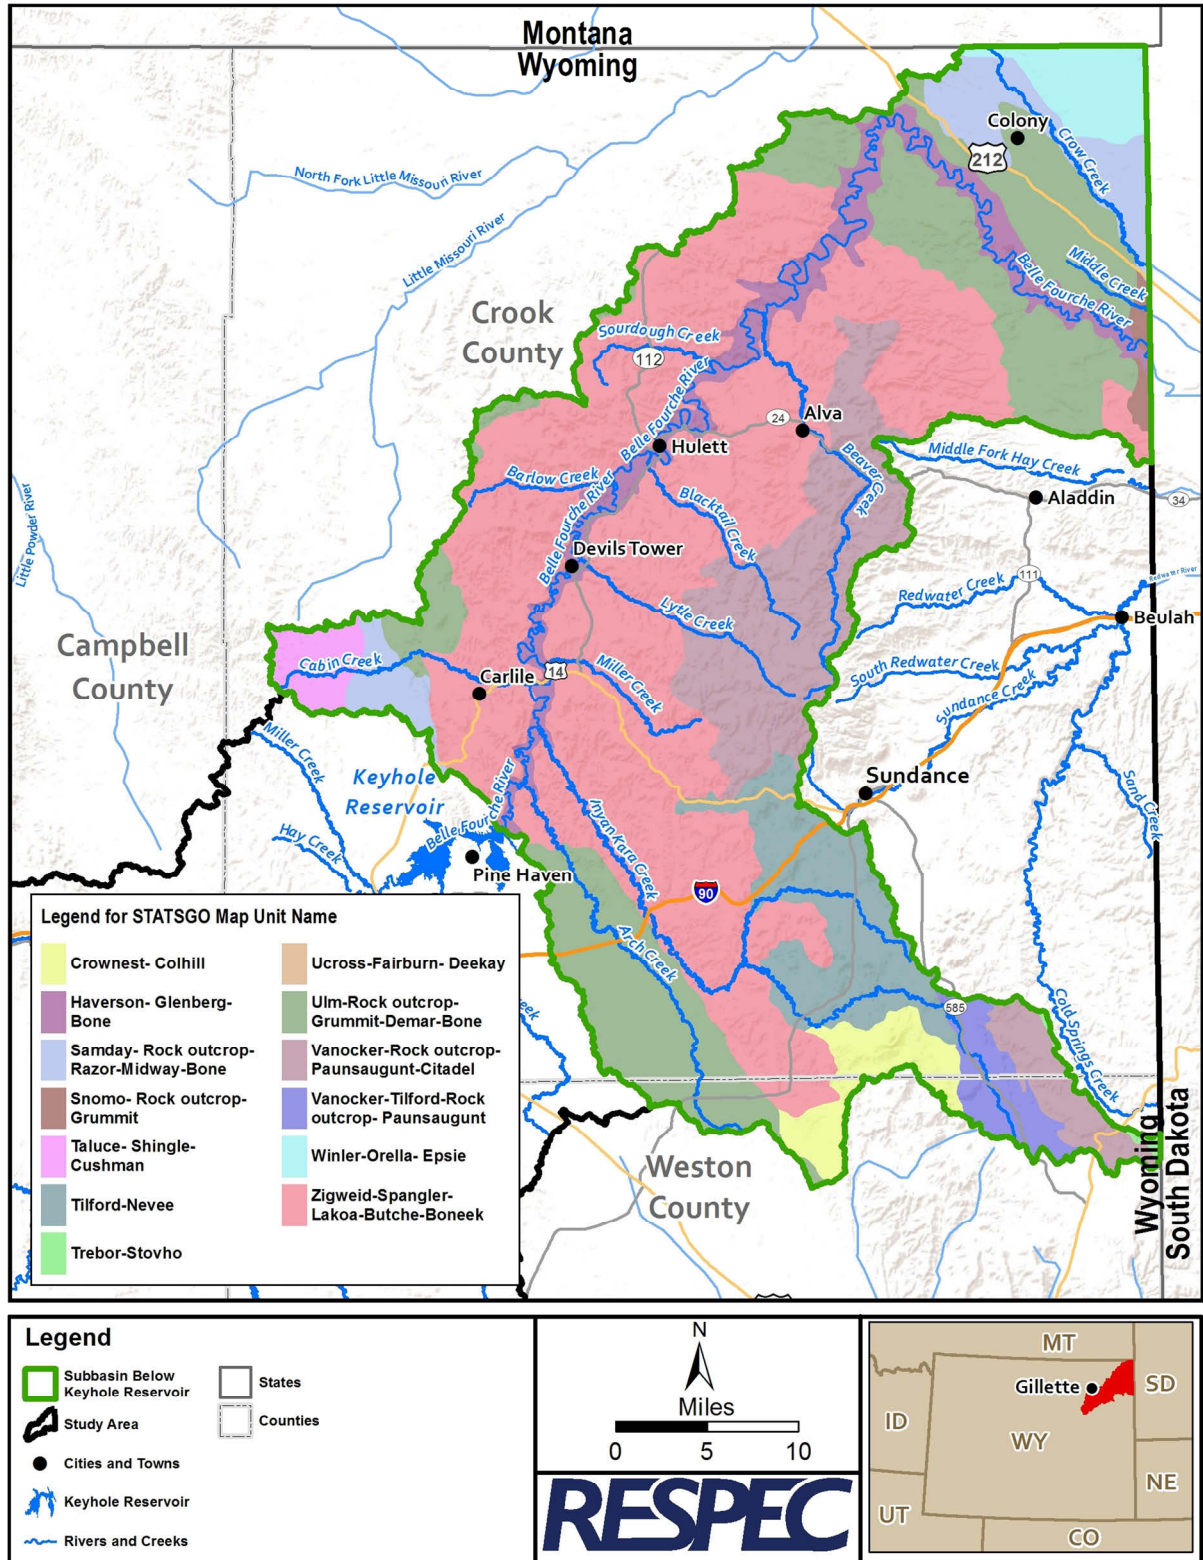 Montana
Wyoming
Colony
Crow Creek
212
North Fork Little Missouri River
Little Missouri River
Middle Creek
Belle Fourche River
Crook
County
Sourdough Creek
112
Belle Fourche River
24
Alva
Hulett
Beaver Creek
Middle Fork Hay Creek
Barlow Creek
Aladdin
34
Blacktail Creek
Little Powder River
Belle Fourche River
Devils Tower
111
Redwater River
Redwater Creek
Lytle Creek
Beulah
Campbell
County
Cabin Creek
14
Miller Creek
South Redwater Creek
Carlile
Sundance Creek
Miller Creek
Keyhole
Reservoir
Sundance
Sand Creek
Belle Fourche River
Inyan Kara Creek
Hay Creek
Pine Haven
90
Arch Creek
Legend for STATSGO Map Unit Name
Crownest- Colhill
Ucross-Fairburn- Deekay
Haverson- Glenberg-
Bone
Ulm-Rock outcrop-
Grummit-Demar-Bone
Samday- Rock outcrop-
Razor-Midway-Bone
Vanocker-Rock outcrop-
Paunsaugunt-Citadel
Snomo- Rock outcrop-
Grummit
Vanocker-Tilford-Rock
outcrop- Paunsaugunt
Taluce- Shingle-
Cushman
Winler-Orella- Epsie
Tilford-Nevee
Zigweid-Spangler-
Lakoa-Butche-Boneek
Trebor-Stovho
eek
585
Cold Springs Creek
Weston
County
Wyoming
South Dakota
Legend
Subbasin Below
Keyhole Reservoir
States
Study Area
Counties
Cities and Towns
Keyhole Reservoir
Rivers and Creeks
N
Miles
0 5 10
RESPEC
MT
Gillette
SD
ID
WY
NE
UT
CO